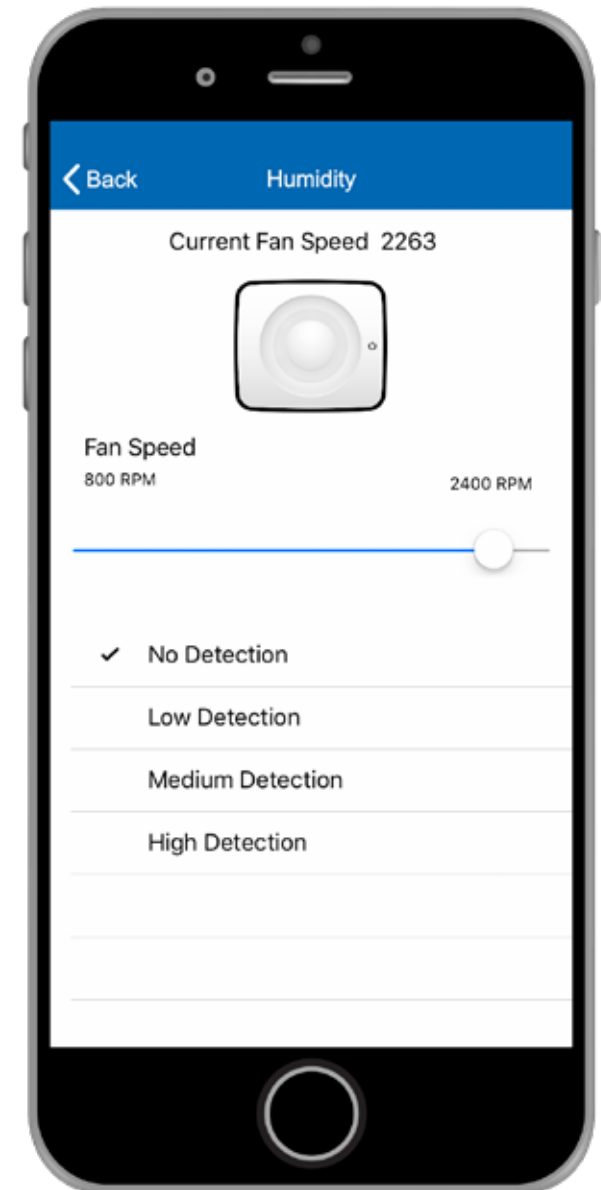 Back Humidity
Current Fan Speed 2263
Fan Speed
800 RPM 2400 RPM
No Detection
Low Detection
Medium Detection
High Detection